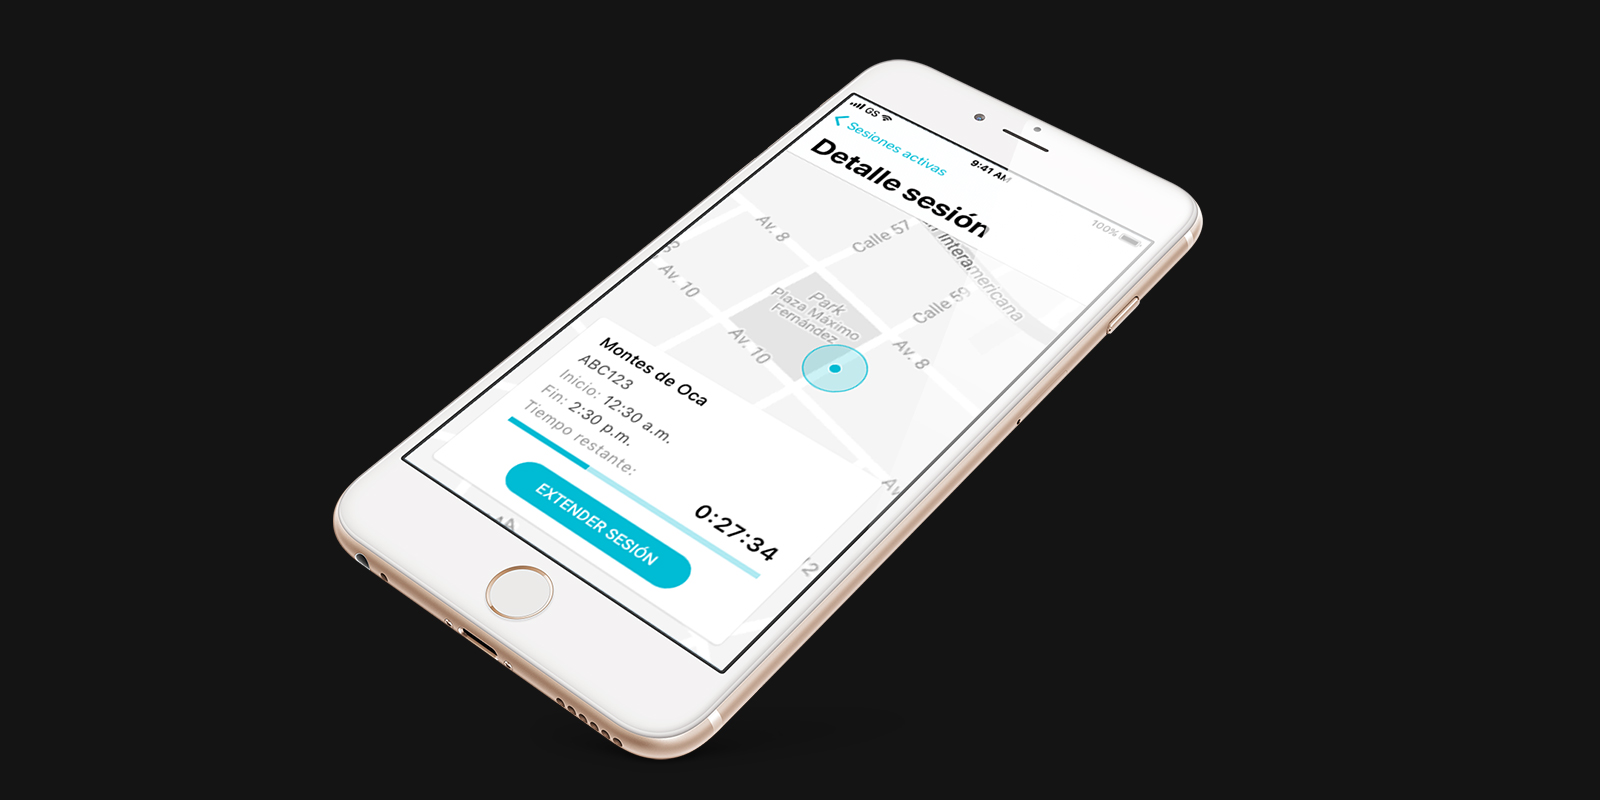 GS
9:41 AM
100%
Sesiones activas
Detalle sesión
Av. 8
Calle 57
Interamericana
Av. 10
Park
Plaza Máximo
Fernández
Calle 59
Av. 10
Av. 8
Montes de Oca
ABC123
Inicio: 12:30 a.m.
Fin: 2:30 p.m.
Tiempo restante:
0:27:34
EXTENDER SESIÓN